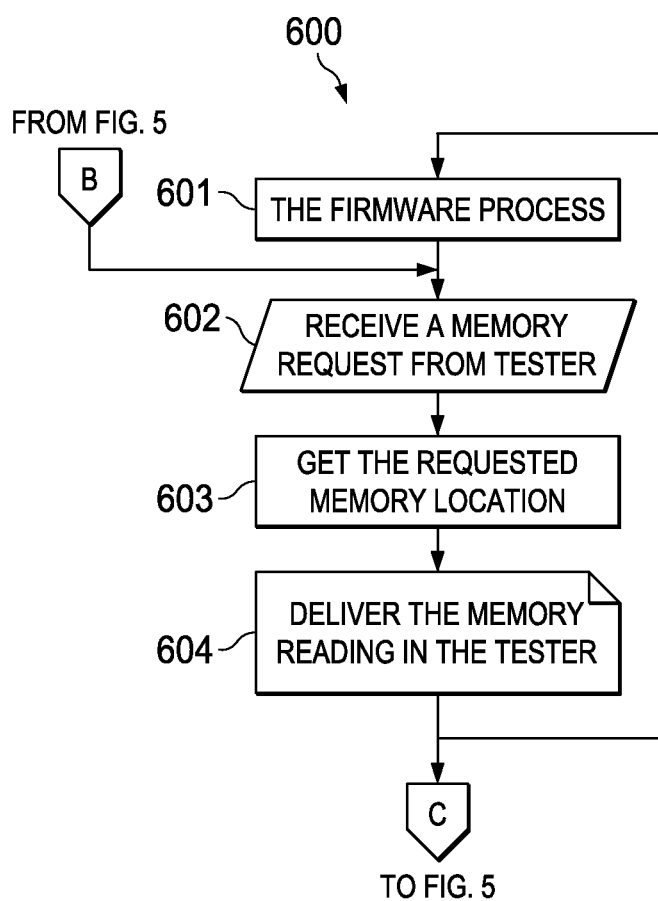 600
FROM FIG. 5
B
601
THE FIRMWARE PROCESS
602
RECEIVE A MEMORY
REQUEST FROM TESTER
603
GET THE REQUESTED
MEMORY LOCATION
604
DELIVER THE MEMORY
READING IN THE TESTER
C
TO FIG. 5